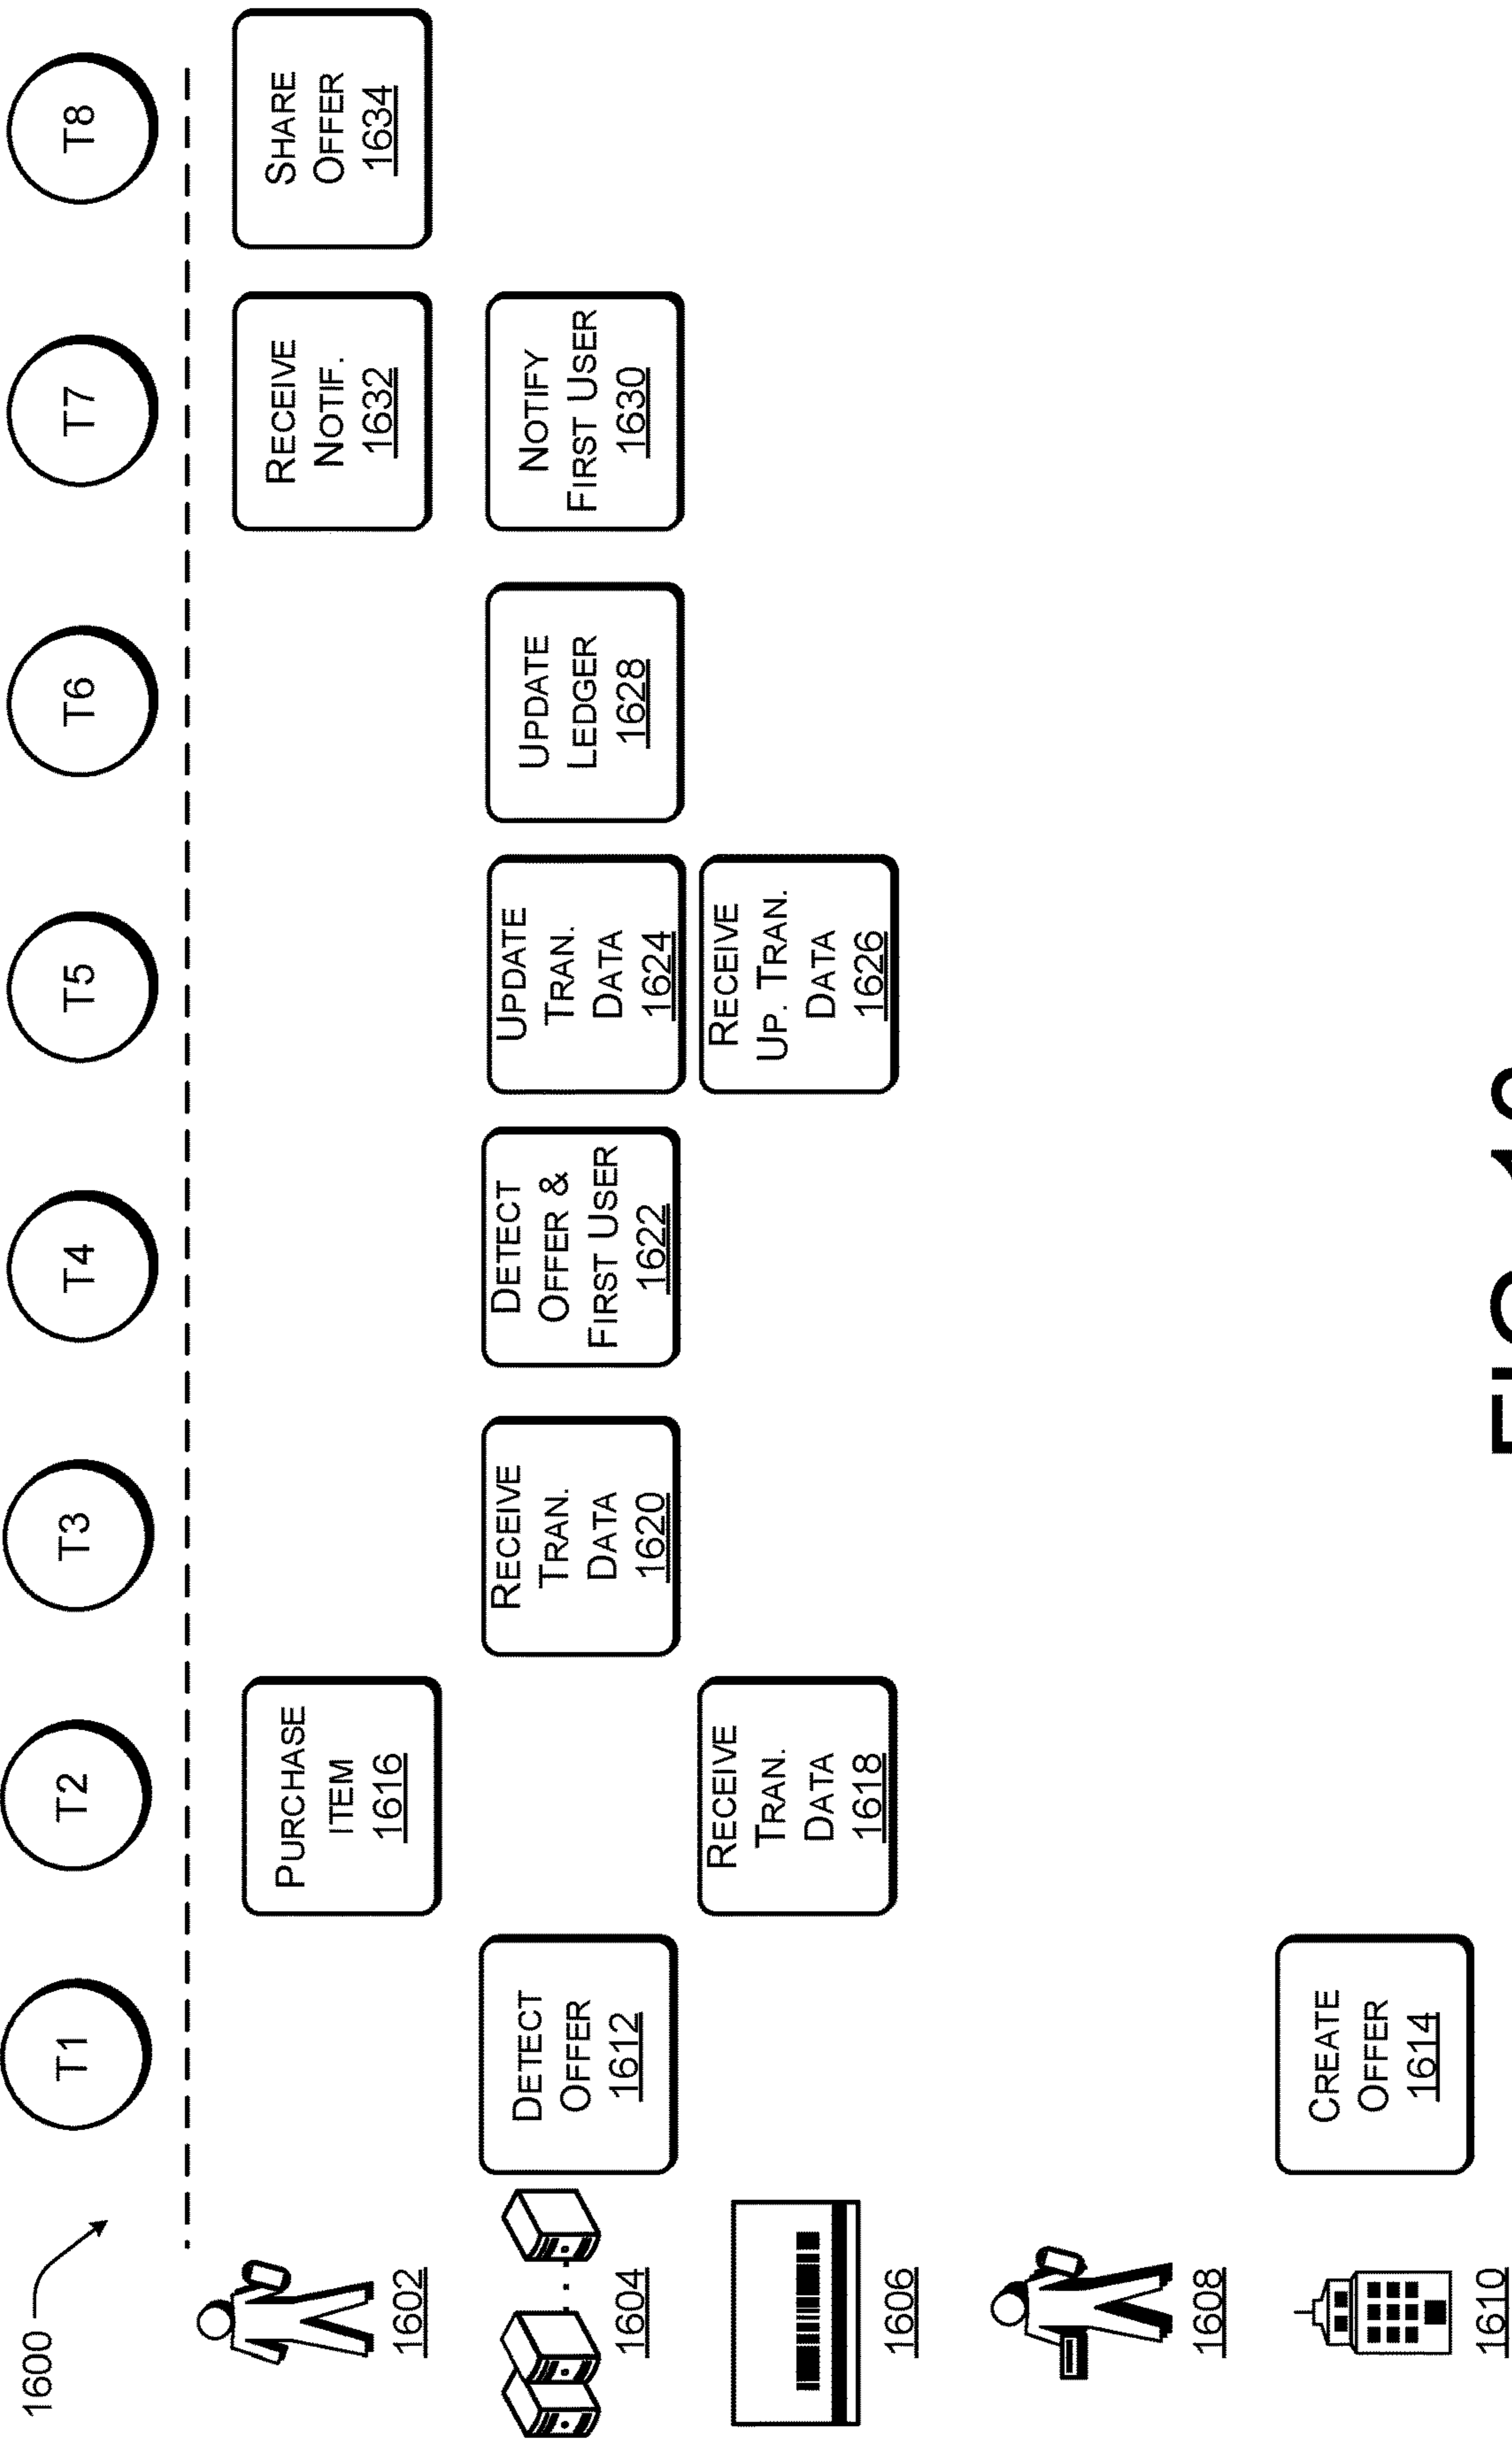 1600
T1
T2
T3
T4
T5
T6
T7
T8
1602
PURCHASE
ITEM
1616
RECEIVE
NOTIF.
1632
SHARE
OFFER
1634
1604
DETECT
OFFER
1612
RECEIVE
TRAN.
DATA
1620
DETECT
OFFER &
FIRST USER
1622
UPDATE
TRAN.
DATA
1624
UPDATE
LEDGER
1628
NOTIFY
FIRST USER
1630
1606
RECEIVE
TRAN.
DATA
1618
RECEIVE
UP. TRAN.
DATA
1626
1608
1610
CREATE
OFFER
1614